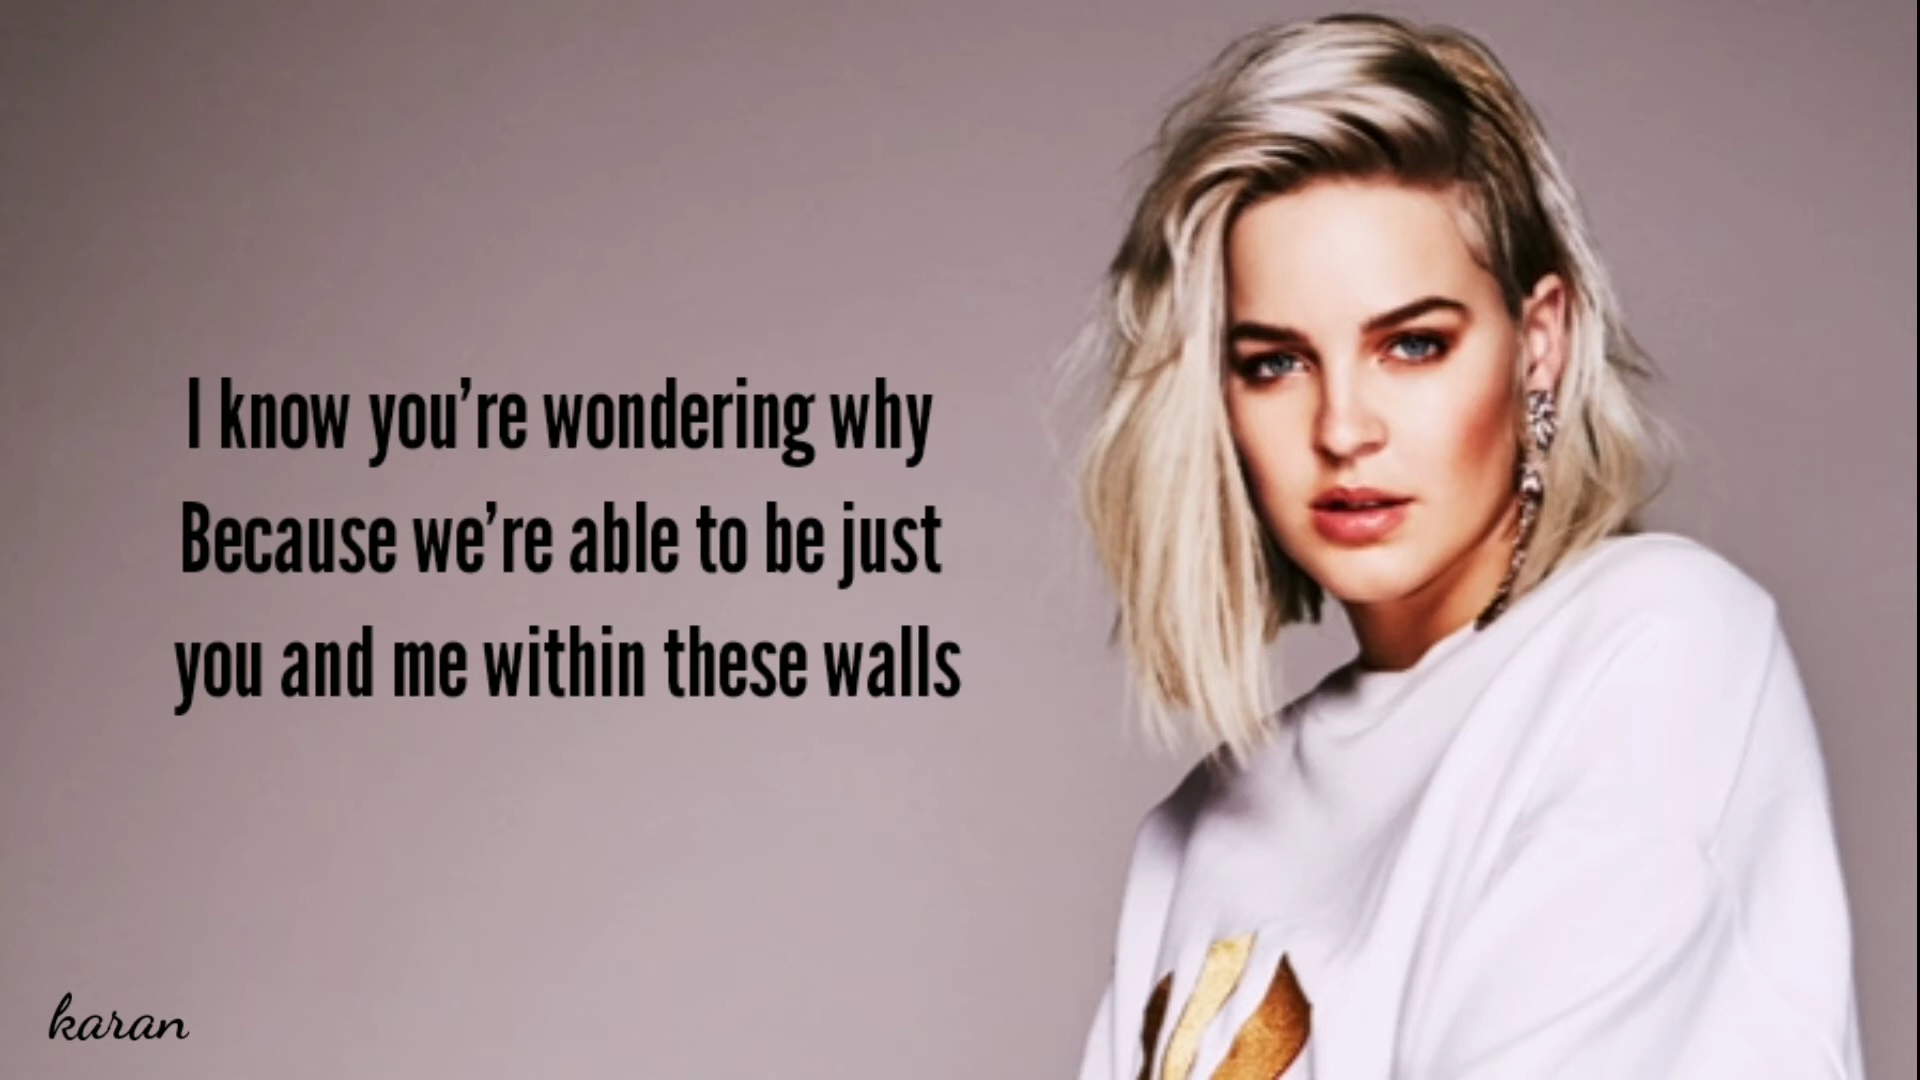 I know you’re wondering why
Because we’re able to be just
you and me within these walls
karan